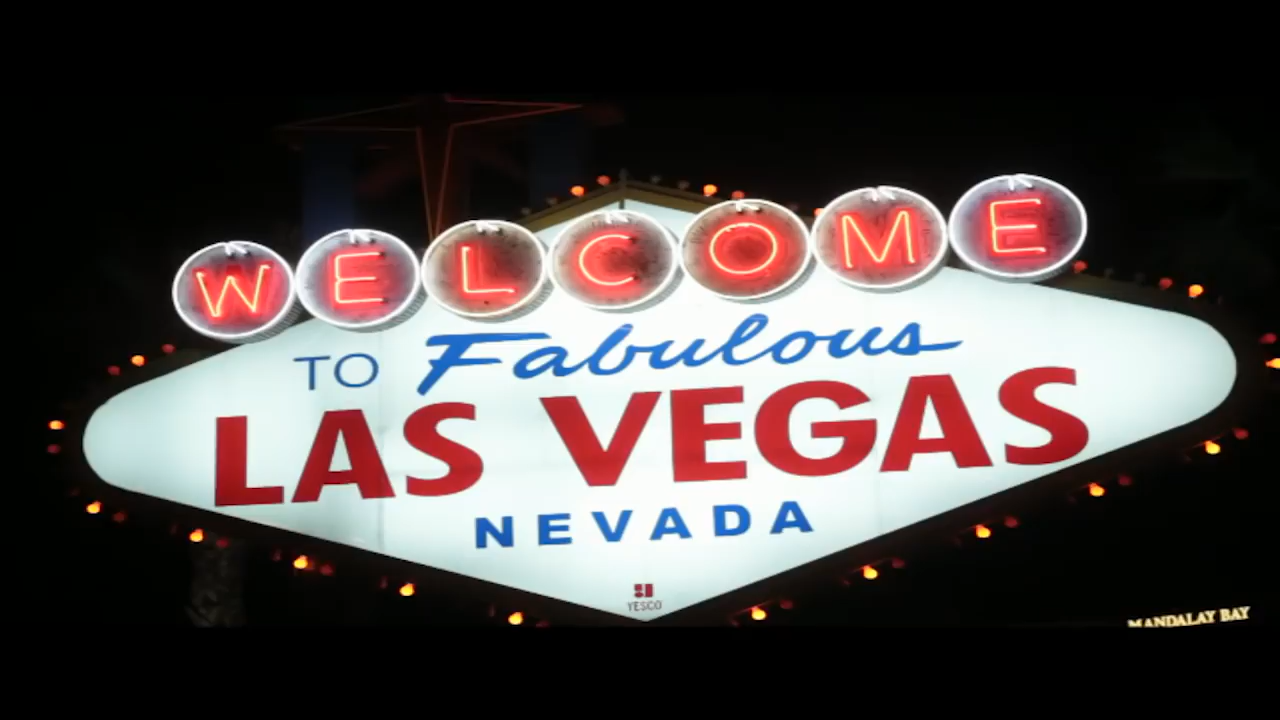 WELCOME
TO Fabulous
LAS VEGAS
NEVADA
YESCO
MANDALAY BAY